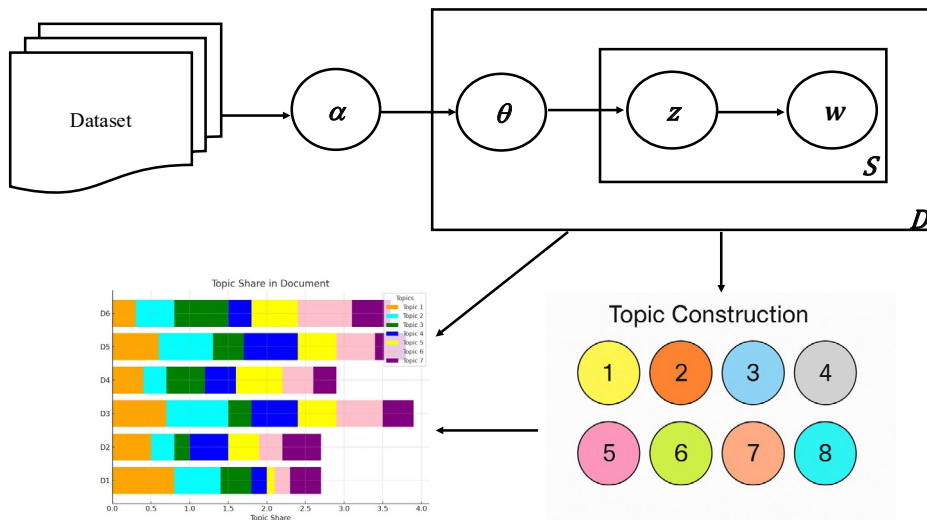 Dataset
α
θ
z
w
S
D
Topic Share in Document
Topics
Topic 1
Topic 2
Topic 3
Topic 4
Topic 5
Topic 6
Topic 7
D6
D5
D4
D3
D2
D1
0.0 0.5 1.0 1.5 2.0 2.5 3.0 3.5 4.0
Topic Share
Topic Construction
1 2 3 4
5 6 7 8